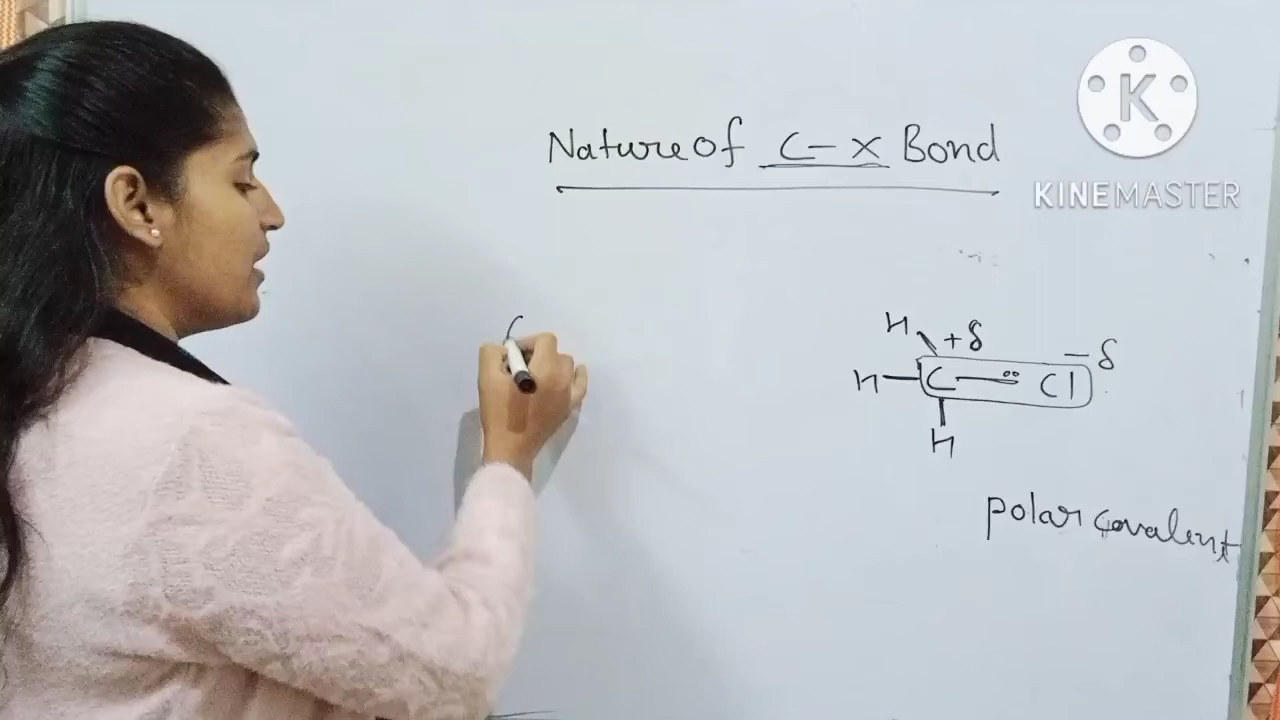 Nature of C-X Bond
K
KINEMASTER
H +δ
-δ
H-C—Cl
H
polar covalent